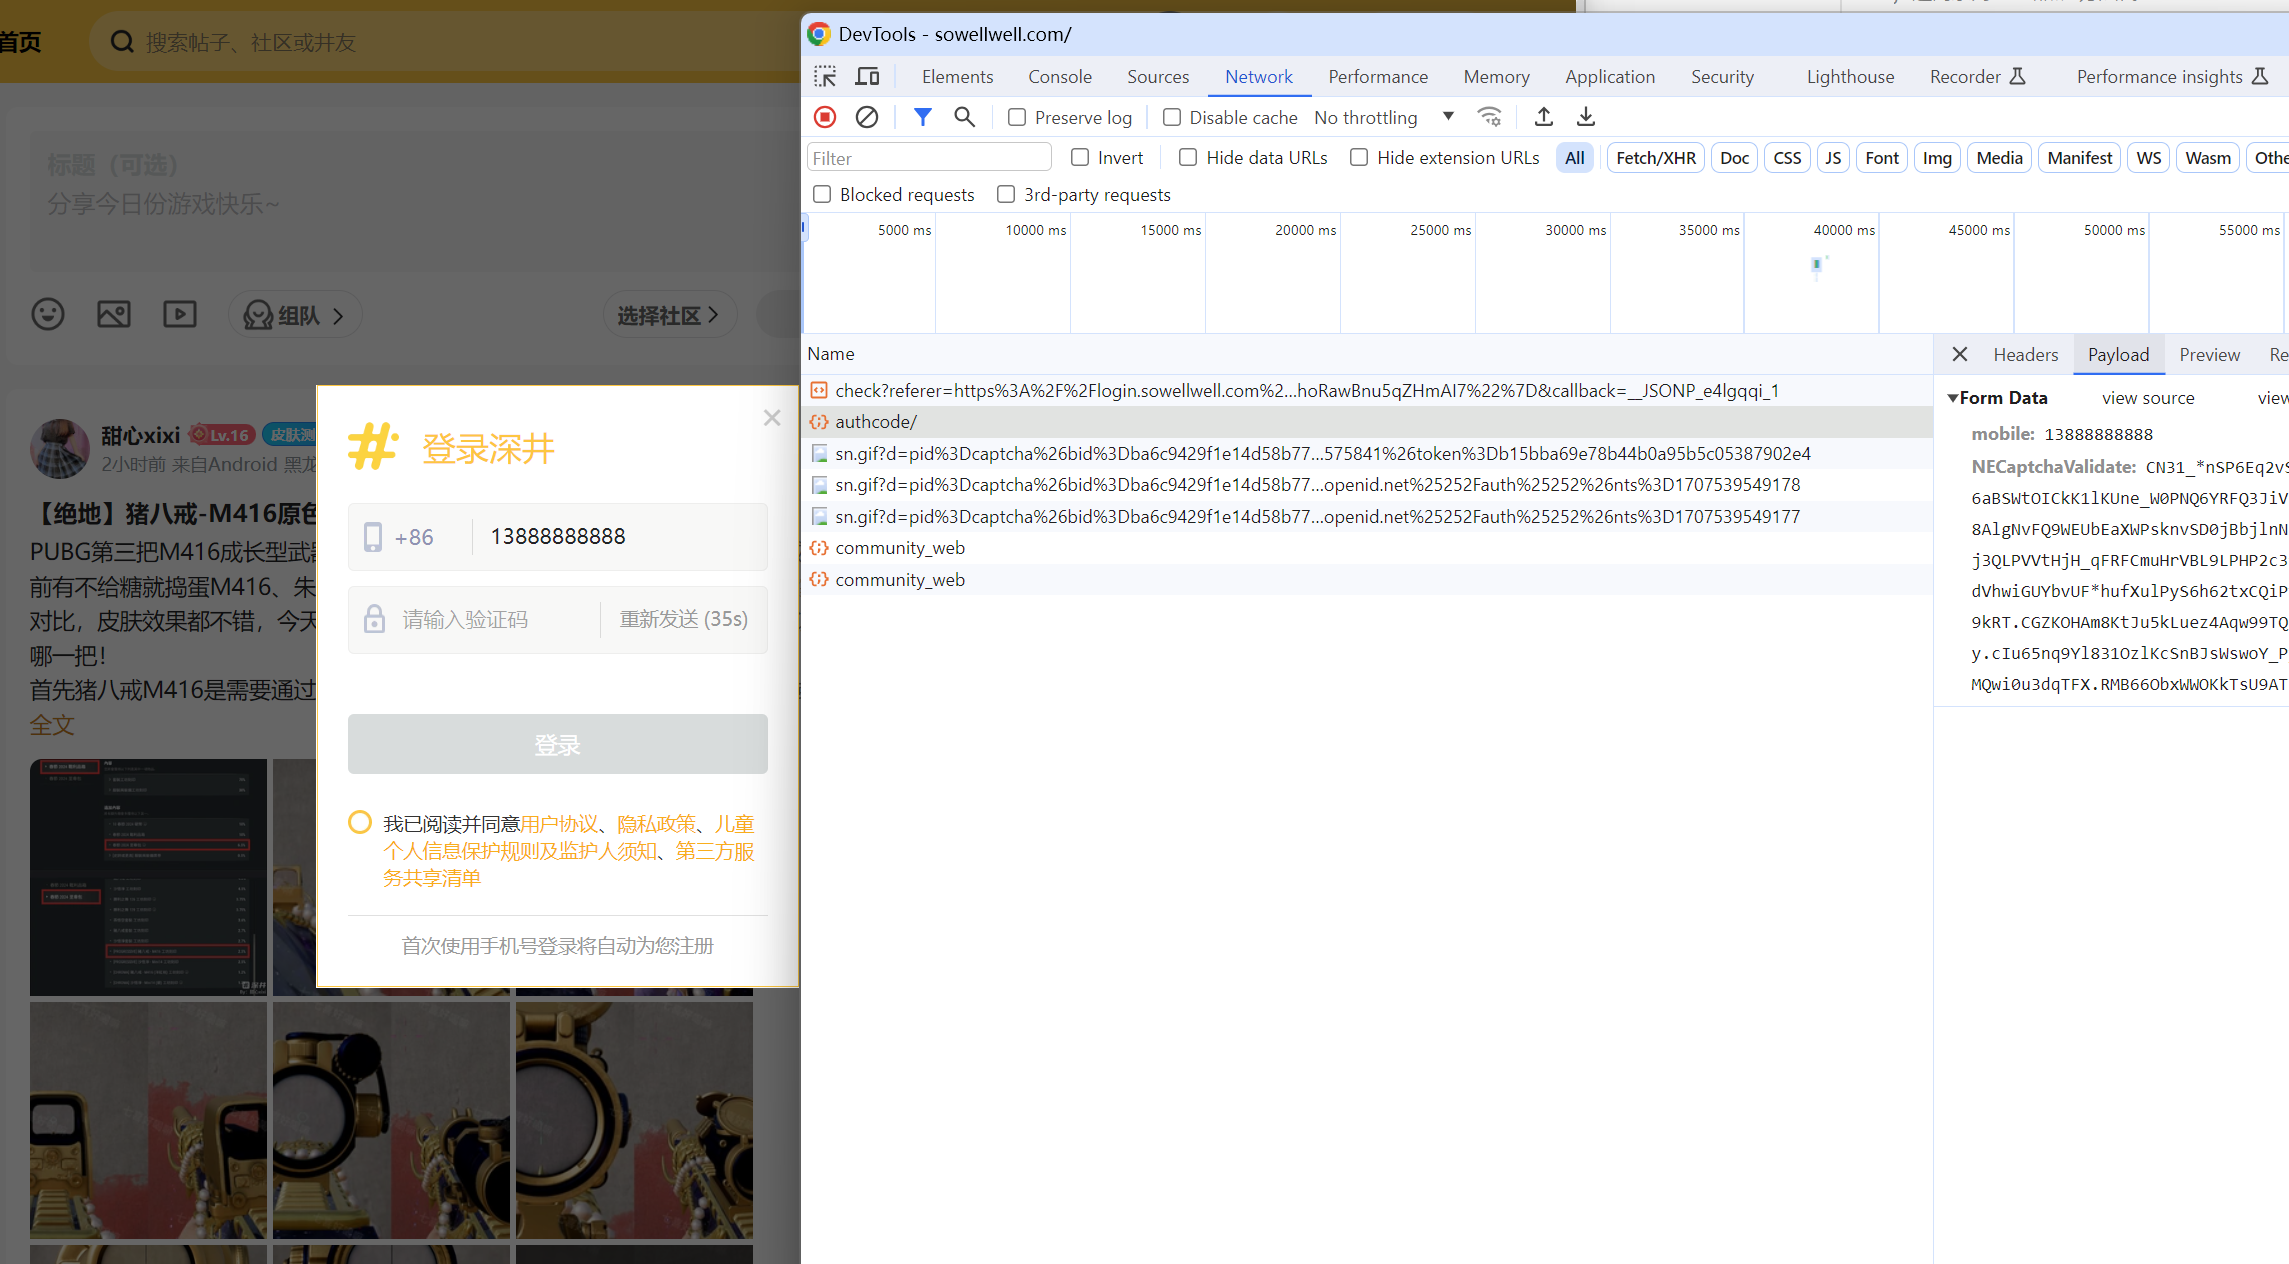 首页
搜索帖子、社区或井友
标题（可选）
分享今日份游戏快乐~
组队
选择社区
甜心xixi
Lv.16
皮肤测
2小时前 来自Android 黑龙
【绝地】猪八戒-M416原色
PUBG第三把M416成长型武器
前有不给糖就捣蛋M416、朱
对比，皮肤效果都不错，今天
哪一把！
首先猪八戒M416是需要通过
全文
登录深井
+86
13888888888
请输入验证码
重新发送 (35s)
登录
我已阅读并同意用户协议、隐私政策、儿童
个人信息保护规则及监护人须知、第三方服
务共享清单
首次使用手机号登录将自动为您注册
DevTools - sowellwell.com/
Elements
Console
Sources
Network
Performance
Memory
Application
Security
Lighthouse
Recorder
Performance insights
Preserve log
Disable cache
No throttling
Filter
Invert
Hide data URLs
Hide extension URLs
All
Fetch/XHR
Doc
CSS
JS
Font
Img
Media
Manifest
WS
Wasm
Othe
Blocked requests
3rd-party requests
5000 ms
10000 ms
15000 ms
20000 ms
25000 ms
30000 ms
35000 ms
40000 ms
45000 ms
50000 ms
55000 ms
Name
check?referer=https%3A%2F%2Flogin.sowellwell.com%2...hoRawBnu5qZHmAI7%22%7D&callback=__JSONP_e4lgqqi_1
authcode/
sn.gif?d=pid%3Dcaptcha%26bid%3Dba6c9429f1e14d58b77...575841%26token%3Db15bba69e78b44b0a95b5c05387902e4
sn.gif?d=pid%3Dcaptcha%26bid%3Dba6c9429f1e14d58b77...openid.net%25252Fauth%25252%26nts%3D1707539549178
sn.gif?d=pid%3Dcaptcha%26bid%3Dba6c9429f1e14d58b77...openid.net%25252Fauth%25252%26nts%3D1707539549177
community_web
community_web
Headers
Payload
Preview
Re
Form Data
view source
view
mobile: 13888888888
NECaptchaValidate: CN31_*nSP6Eq2vS
6aBSWtOICkK1lKUne_W0PNQ6YRFQ3JiV
8AlgNvFQ9WEUbEaXWPsknvSD0jBbjlnN
j3QLPVVtHjH_qFRFCmuHrVBL9LPHP2c3
dVhwiGUYbvUF*hufXulPyS6h62txCQiP
9kRT.CGZKOHAm8KtJu5kLuez4Aqw99TQ
y.cIu65nq9Yl831OzlKcSnBJsWswoY_P
MQwi0u3dqTFX.RMB66ObxWWOKkTsU9AT